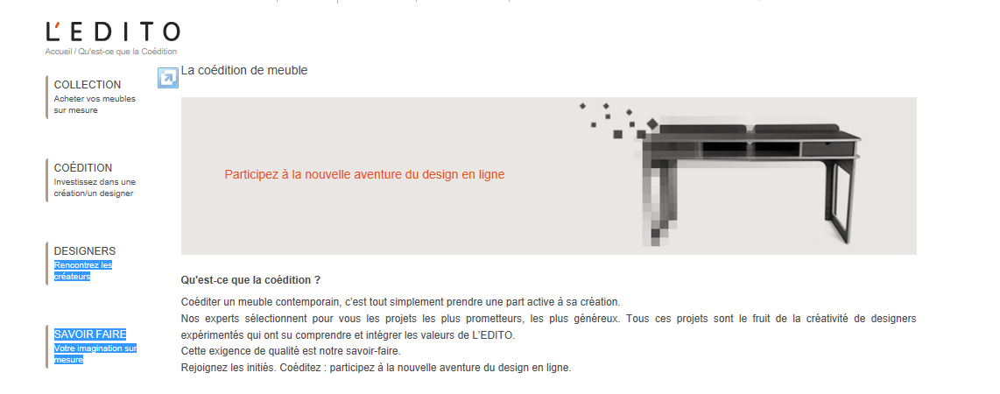 L'EDITO
Accueil / Qu'est-ce que la Coédition
COLLECTION
Acheter vos meubles
sur mesure
COÉDITION
Investissez dans une
création/un designer
DESIGNERS
Rencontrez les
créateurs
SAVOIR FAIRE
Votre imagination sur
mesure
La coédition de meuble
Participez à la nouvelle aventure du design en ligne
Qu'est-ce que la coédition ?
Coéditer un meuble contemporain, c’est tout simplement prendre une part active à sa création.
Nos experts sélectionnent pour vous les projets les plus prometteurs, les plus généreux. Tous ces projets sont le fruit de la créativité de designers
expérimentés qui ont su comprendre et intégrer les valeurs de L’EDITO.
Cette exigence de qualité est notre savoir-faire.
Rejoignez les initiés. Coéditez : participez à la nouvelle aventure du design en ligne.